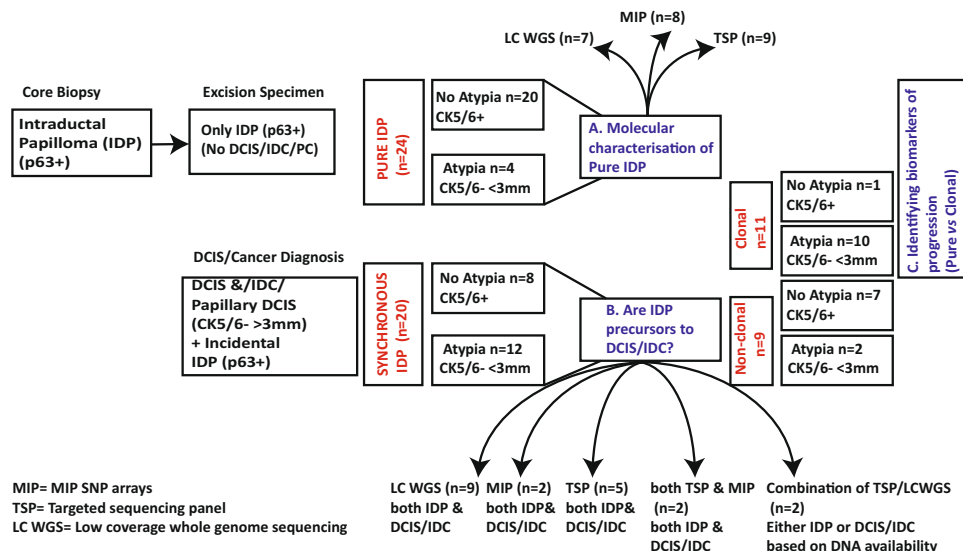 MIP (n=8)
LC WGS (n=7)
TSP (n=9)
Core Biopsy
Intraductal
Papilloma (IDP)
(p63+)
Excision Specimen
Only IDP (p63+)
(No DCIS/IDC/PC)
PURE IDP
(n=24)
No Atypia n=20
CK5/6+
Atypia n=4
CK5/6- <3mm
A. Molecular
characterisation of
Pure IDP
DCIS/Cancer Diagnosis
DCIS &/IDC/
Papillary DCIS
(CK5/6- >3mm)
+ Incidental
IDP (p63+)
SYNCHRONOUS
IDP (n=20)
No Atypia n=8
CK5/6+
Atypia n=12
CK5/6- <3mm
B. Are IDP
precursors to
DCIS/IDC?
Clonal
n=11
No Atypia n=1
CK5/6+
Atypia n=10
CK5/6- <3mm
Non-donal
n=9
No Atypia n=7
CK5/6+
Atypia n=2
CK5/6- <3mm
C. Identifying biomarkers of
progression
(Pure vs Clonal)
LC WGS (n=9)
both IDP &
DCIS/IDC
MIP (n=2)
both IDP&
DCIS/IDC
TSP (n=5)
both IDP&
DCIS/IDC
both TSP & MIP
(n=2)
both IDP &
DCIS/IDC
Combination of TSP/LCWGS
(n=2)
Either IDP or DCIS/IDC
based on DNA availability
MIP= MIP SNP arrays
TSP= Targeted sequencing panel
LC WGS= Low coverage whole genome sequencing